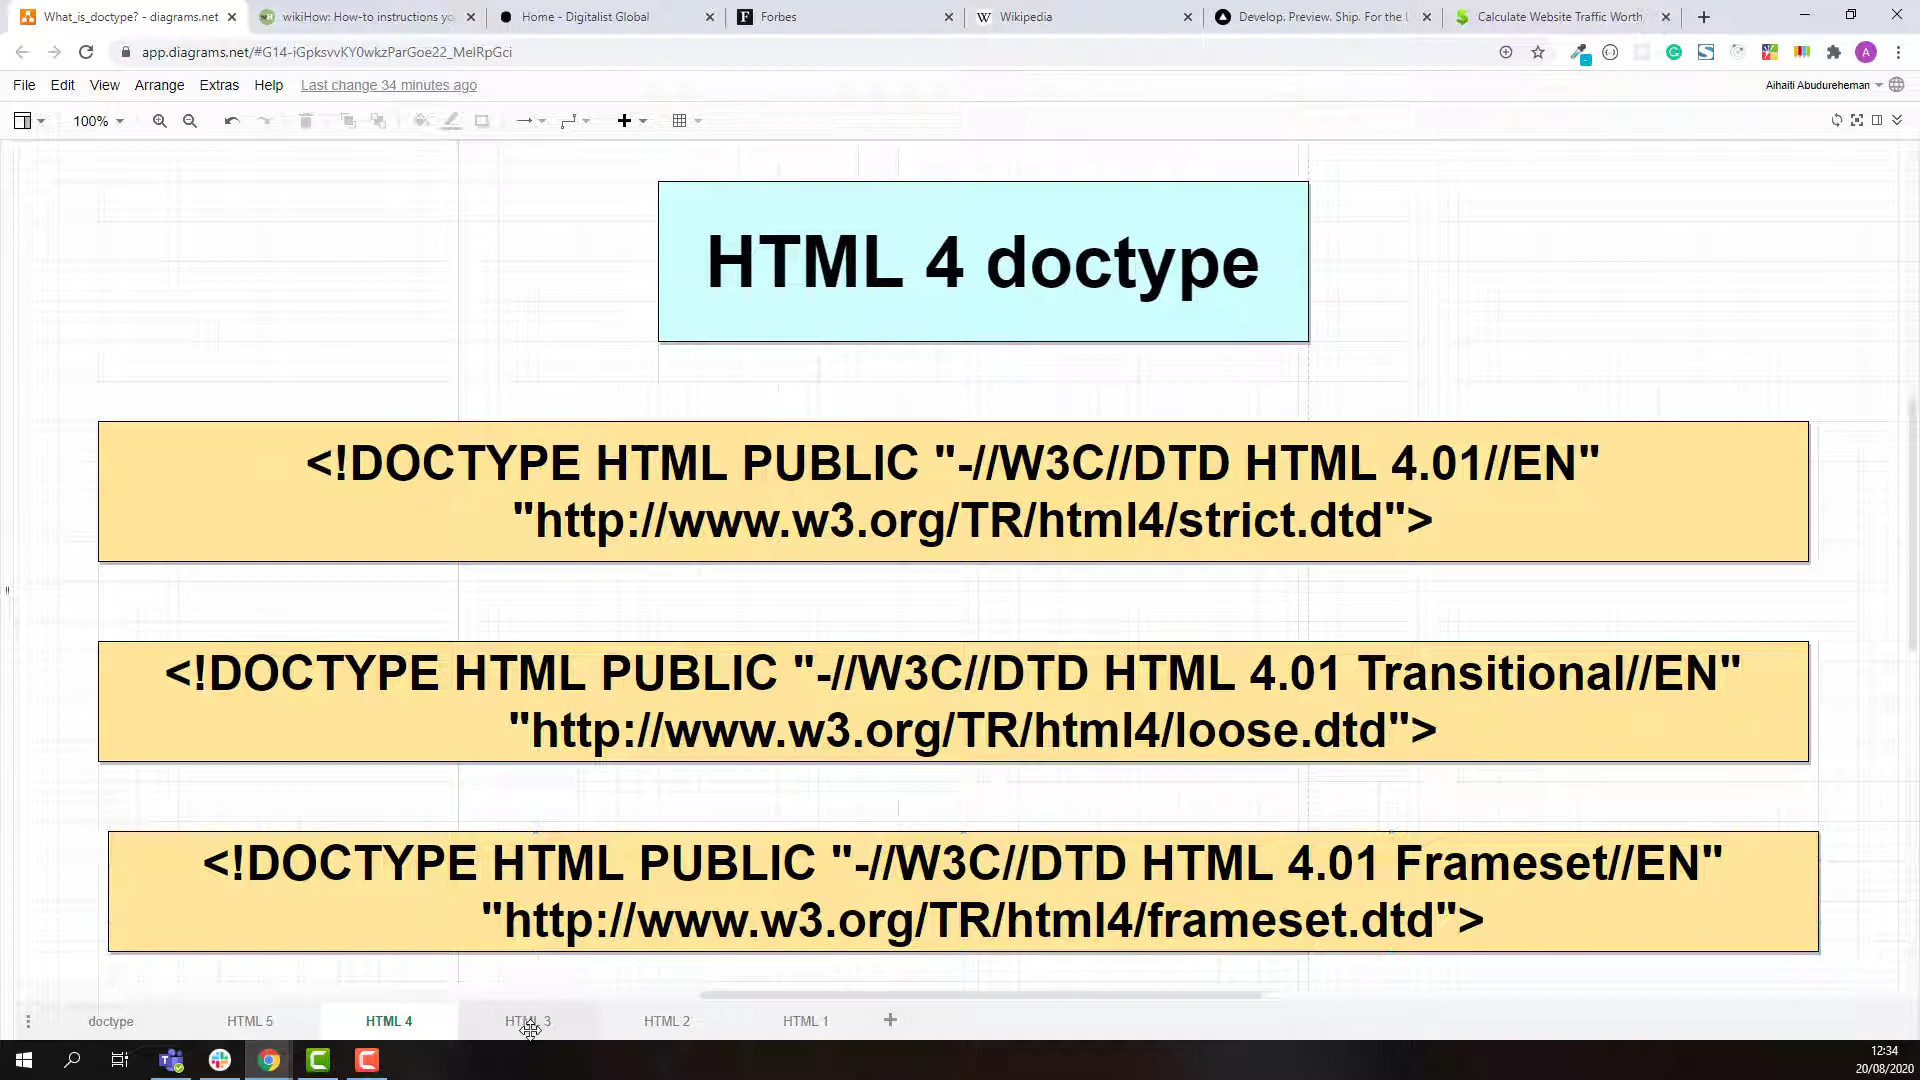 What_is_doctype? - diagrams.net
wikiHow: How-to instructions yo
Home - Digitalist Global
Forbes
Wikipedia
Develop. Preview. Ship. For the
Calculate Website Traffic Worth
app.diagrams.net/#G14-iGpksvvKY0wkzParGoe22_MelRpGci
File Edit View Arrange Extras Help Last change 34 minutes ago
Aihaiti Abudureheman
100%
HTML 4 doctype
<!DOCTYPE HTML PUBLIC "-//W3C//DTD HTML 4.01//EN"
"http://www.w3.org/TR/html4/strict.dtd">
<!DOCTYPE HTML PUBLIC "-//W3C//DTD HTML 4.01 Transitional//EN"
"http://www.w3.org/TR/html4/loose.dtd">
<!DOCTYPE HTML PUBLIC "-//W3C//DTD HTML 4.01 Frameset//EN"
"http://www.w3.org/TR/html4/frameset.dtd">
doctype HTML 5 HTML 4 HTML 3 HTML 2 HTML 1
12:34
20/08/2020